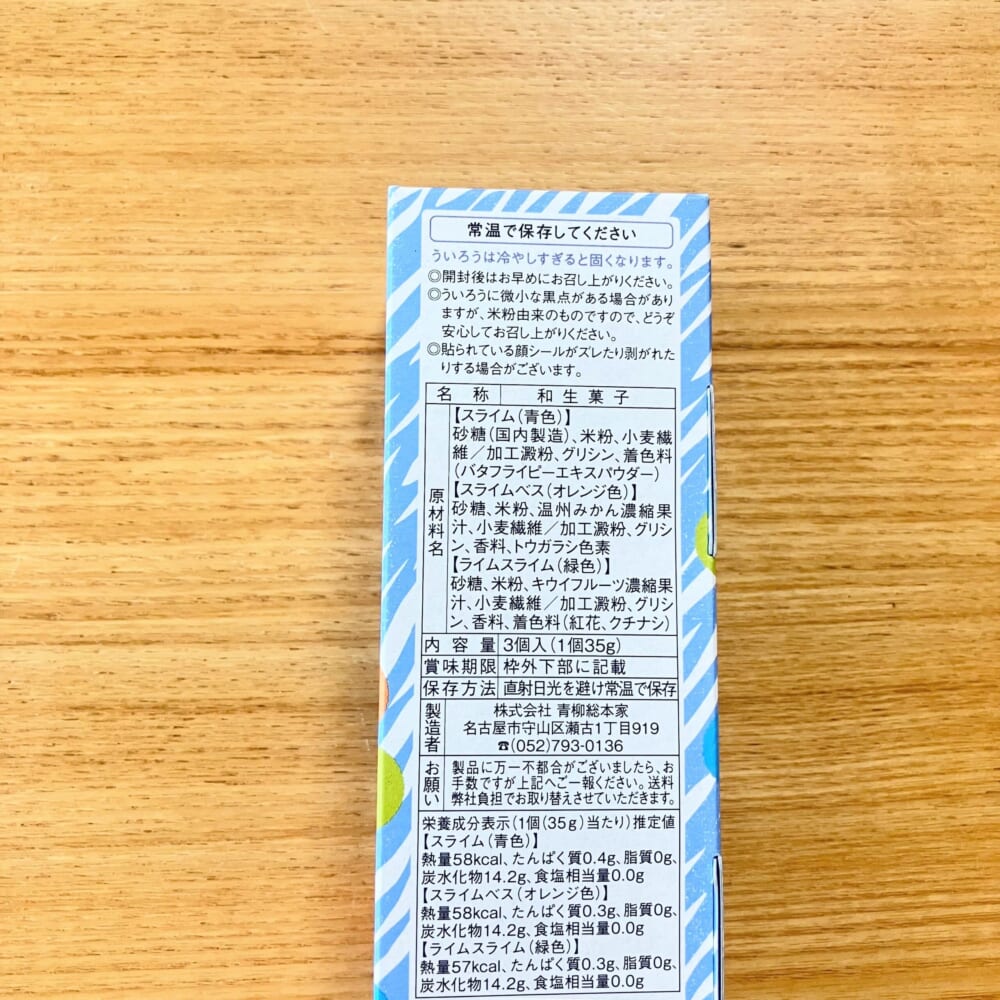 常温で保存してください
ういろうは冷やしすぎると固くなります。
◎開封後はお早めにお召し上がりください。
◎ういろうに微小な黒点がある場合があり
ますが、米粉由来のものですので、どうぞ
安心してお召し上がりください。
◎貼られている顔シールがズレたり剥がれた
りする場合がございます。
名称 和生菓子
原材料名
【スライム(青色)】
砂糖(国内製造)、米粉、小麦繊
維／加工澱粉、グリシン、着色料
(バタフライピーエキスパウダー)
【スライムベス(オレンジ色)】
砂糖、米粉、温州みかん濃縮果
汁、小麦繊維／加工澱粉、グリシ
ン、香料、トウガラシ色素
【ライムスライム(緑色)】
砂糖、米粉、キウイフルーツ濃縮果
汁、小麦繊維／加工澱粉、グリシ
ン、香料、着色料(紅花、クチナシ)
内容量 3個入(1個35g)
賞味期限 枠外下部に記載
保存方法 直射日光を避け常温で保存
製造者
株式会社 青柳総本家
名古屋市守山区瀬古1丁目919
☎(052)793-0136
お願い
製品に万一不都合がございましたら、お
手数ですが上記へご一報ください。送料
弊社負担でお取り替えさせていただきます。
栄養成分表示(1個(35g)当たり)推定値
【スライム(青色)】
熱量58kcal、たんぱく質0.4g、脂質0g、
炭水化物14.2g、食塩相当量0.0g
【スライムベス(オレンジ色)】
熱量58kcal、たんぱく質0.3g、脂質0g、
炭水化物14.2g、食塩相当量0.0g
【ライムスライム(緑色)】
熱量57kcal、たんぱく質0.3g、脂質0g、
炭水化物14.2g、食塩相当量0.0g